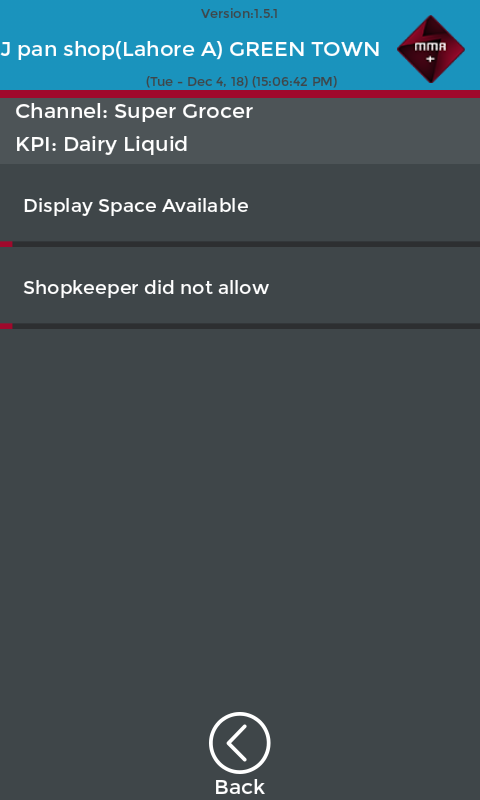 Version:1.5.1
J pan shop(Lahore A) GREEN TOWN
MMA
+
(Tue - Dec 4, 18) (15:06:42 PM)
Channel: Super Grocer
KPI: Dairy Liquid
Display Space Available
Shopkeeper did not allow
Back